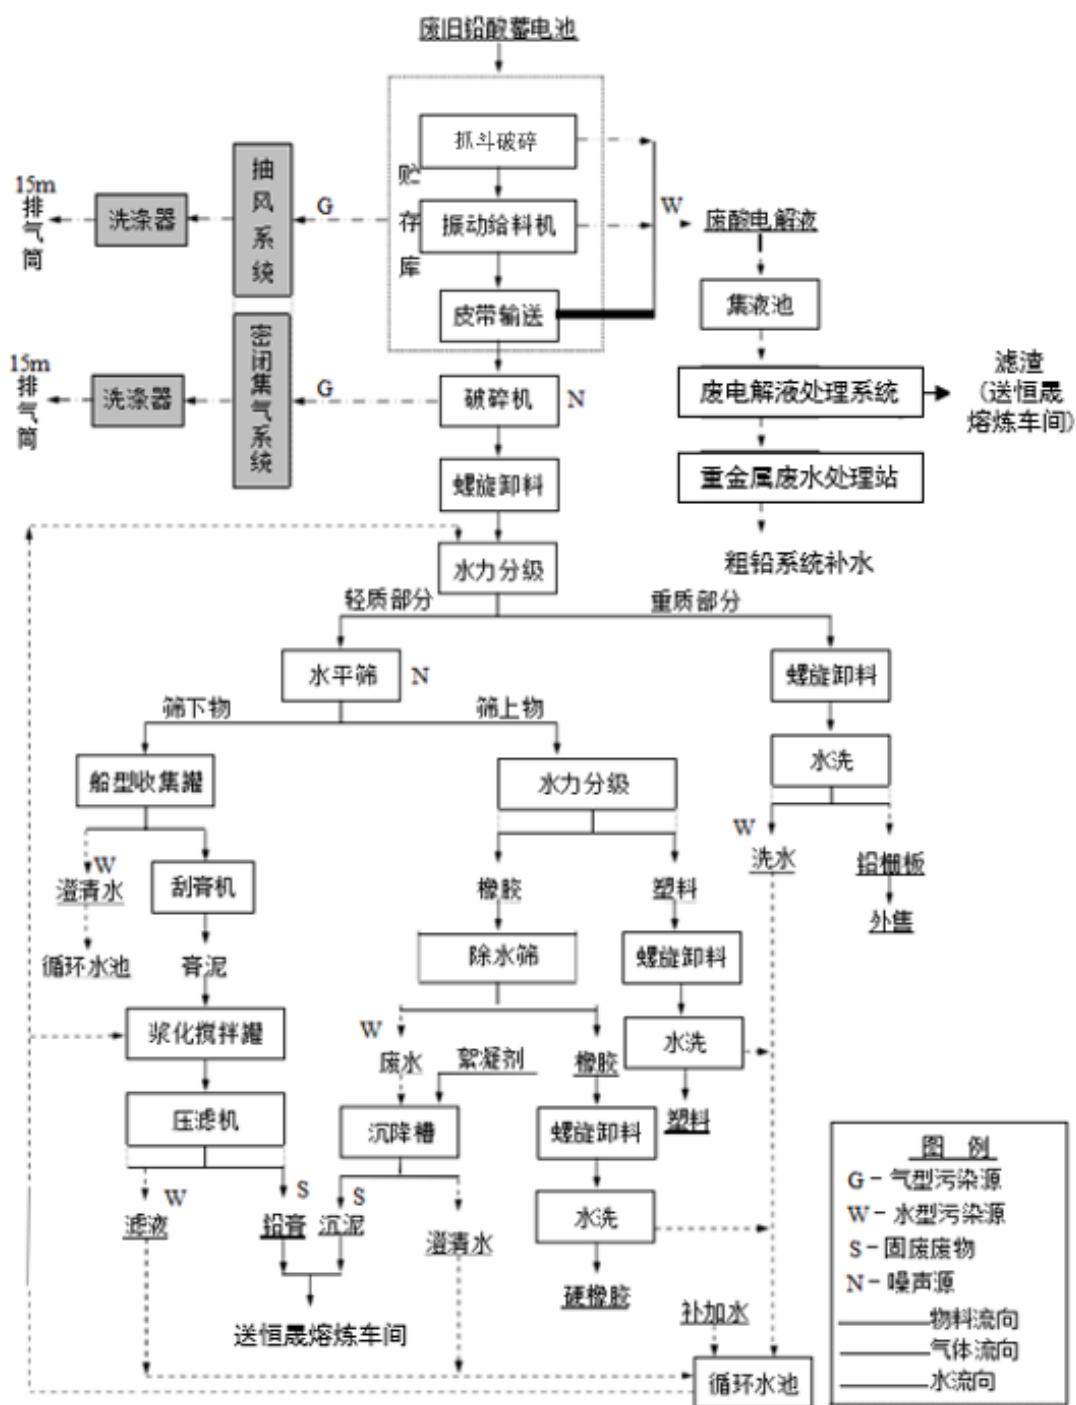 废旧铅酸蓄电池
抓斗破碎
贮存库
振动给料机
皮带输送
W
废酸电解液
集液池
废电解液处理系统
滤渣
(送恒晟
熔炼车间)
重金属废水处理站
粗铅系统补水
G
抽风系统
洗涤器
15m
排气筒
破碎机
N
G
密闭集气系统
洗涤器
15m
排气筒
螺旋卸料
水力分级
轻质部分
重质部分
水平筛
N
螺旋卸料
筛下物
筛上物
水洗
船型收集罐
水力分级
W
洗水
铅栅板
外售
W
澄清水
刮膏机
橡胶
塑料
循环水池
膏泥
除水筛
螺旋卸料
浆化搅拌罐
W
废水
絮凝剂
橡胶
水洗
塑料
压滤机
沉降槽
螺旋卸料
W
滤液
S
铅膏
S
沉泥
澄清水
水洗
硬橡胶
送恒晟熔炼车间
补加水
循环水池
图 例
G－气型污染源
W－水型污染源
S－固废废物
N－噪声源
物料流向
气体流向
水流向